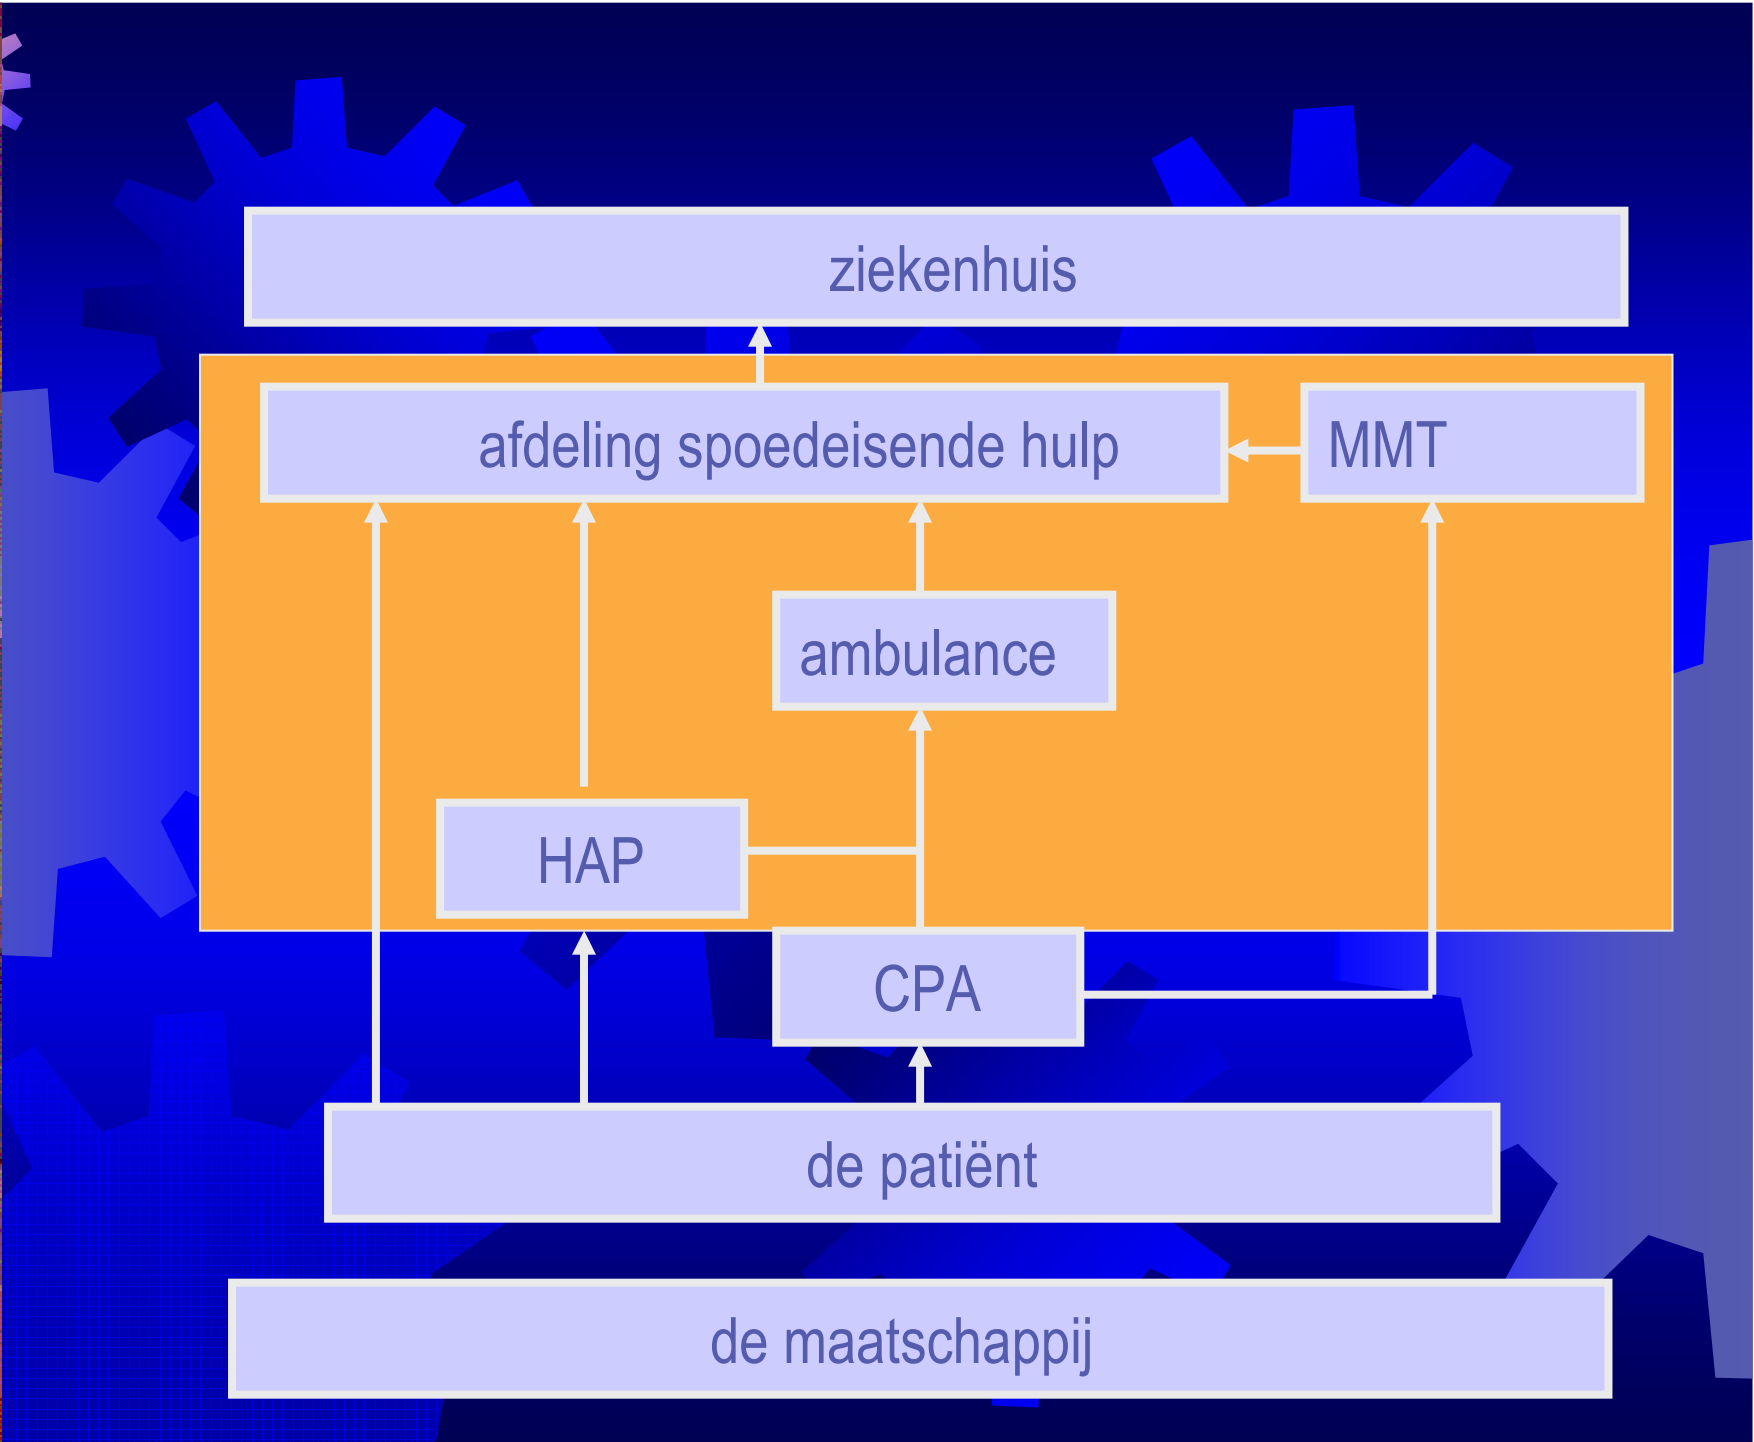 ziekenhuis
afdeling spoedeisende hulp
MMT
ambulance
HAP
CPA
de patiënt
de maatschappij